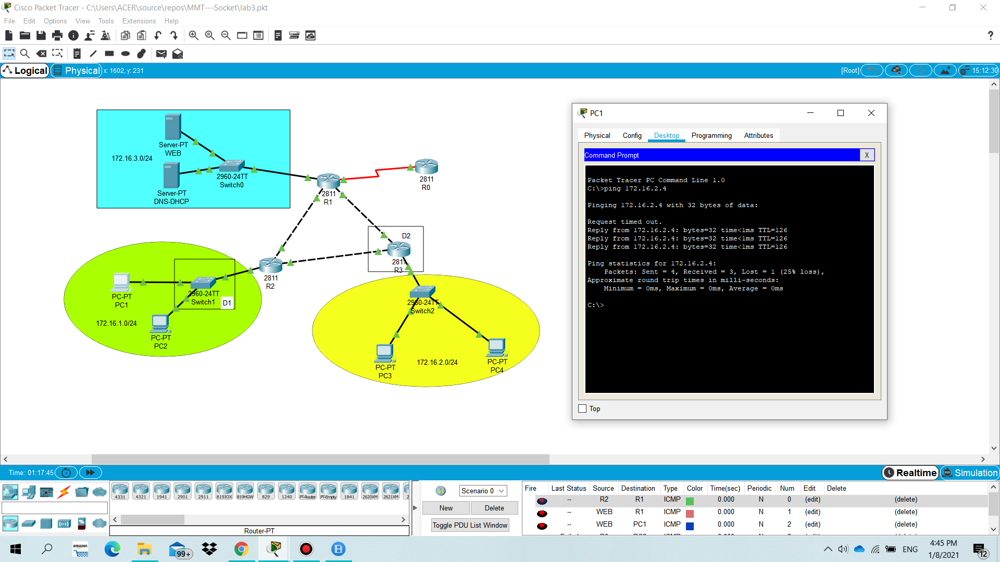 Cisco Packet Tracer - C:\Users\ACER\source\repos\MMT---Socket\lab3.pkt
File Edit Options View Tools Extensions Help
Logical Physical x: 1602, y: 231 [Root] 15:12:30
Server-PT
WEB
172.16.3.0/24
Server-PT
DNS-DHCP
2960-24TT
Switch0
2811
R1
2811
R0
D2
2811
R3
2811
R2
PC-PT
PC1
2960-24TT
Switch1
D1
172.16.1.0/24
PC-PT
PC2
2960-24TT
Switch2
PC-PT
PC3
172.16.2.0/24
PC-PT
PC4
PC1
Physical Config Desktop Programming Attributes
Command Prompt X
Packet Tracer PC Command Line 1.0
C:\>ping 172.16.2.4
Pinging 172.16.2.4 with 32 bytes of data:
Request timed out.
Reply from 172.16.2.4: bytes=32 time<1ms TTL=126
Reply from 172.16.2.4: bytes=32 time<1ms TTL=126
Reply from 172.16.2.4: bytes=32 time<1ms TTL=126
Ping statistics for 172.16.2.4:
Packets: Sent = 4, Received = 3, Lost = 1 (25% loss),
Approximate round trip times in milli-seconds:
Minimum = 0ms, Maximum = 0ms, Average = 0ms
C:\>
Top
Time: 01:17:45 Realtime Simulation
4331 4321 1941 2901 2911 819IOX 819HGW 829 1240 PT-Router PT-Empty 1841 2620XM 2621XM
Router-PT
Scenario 0
New Delete
Toggle PDU List Window
Fire Last Status Source Destination Type Color Time(sec) Periodic Num Edit Delete
-- R2 R1 ICMP 0.000 N 0 (edit) (delete)
-- WEB R1 ICMP 0.000 N 1 (edit) (delete)
-- WEB PC1 ICMP 0.000 N 2 (edit) (delete)
amazon
99+
ENG
4:45 PM
1/8/2021
12